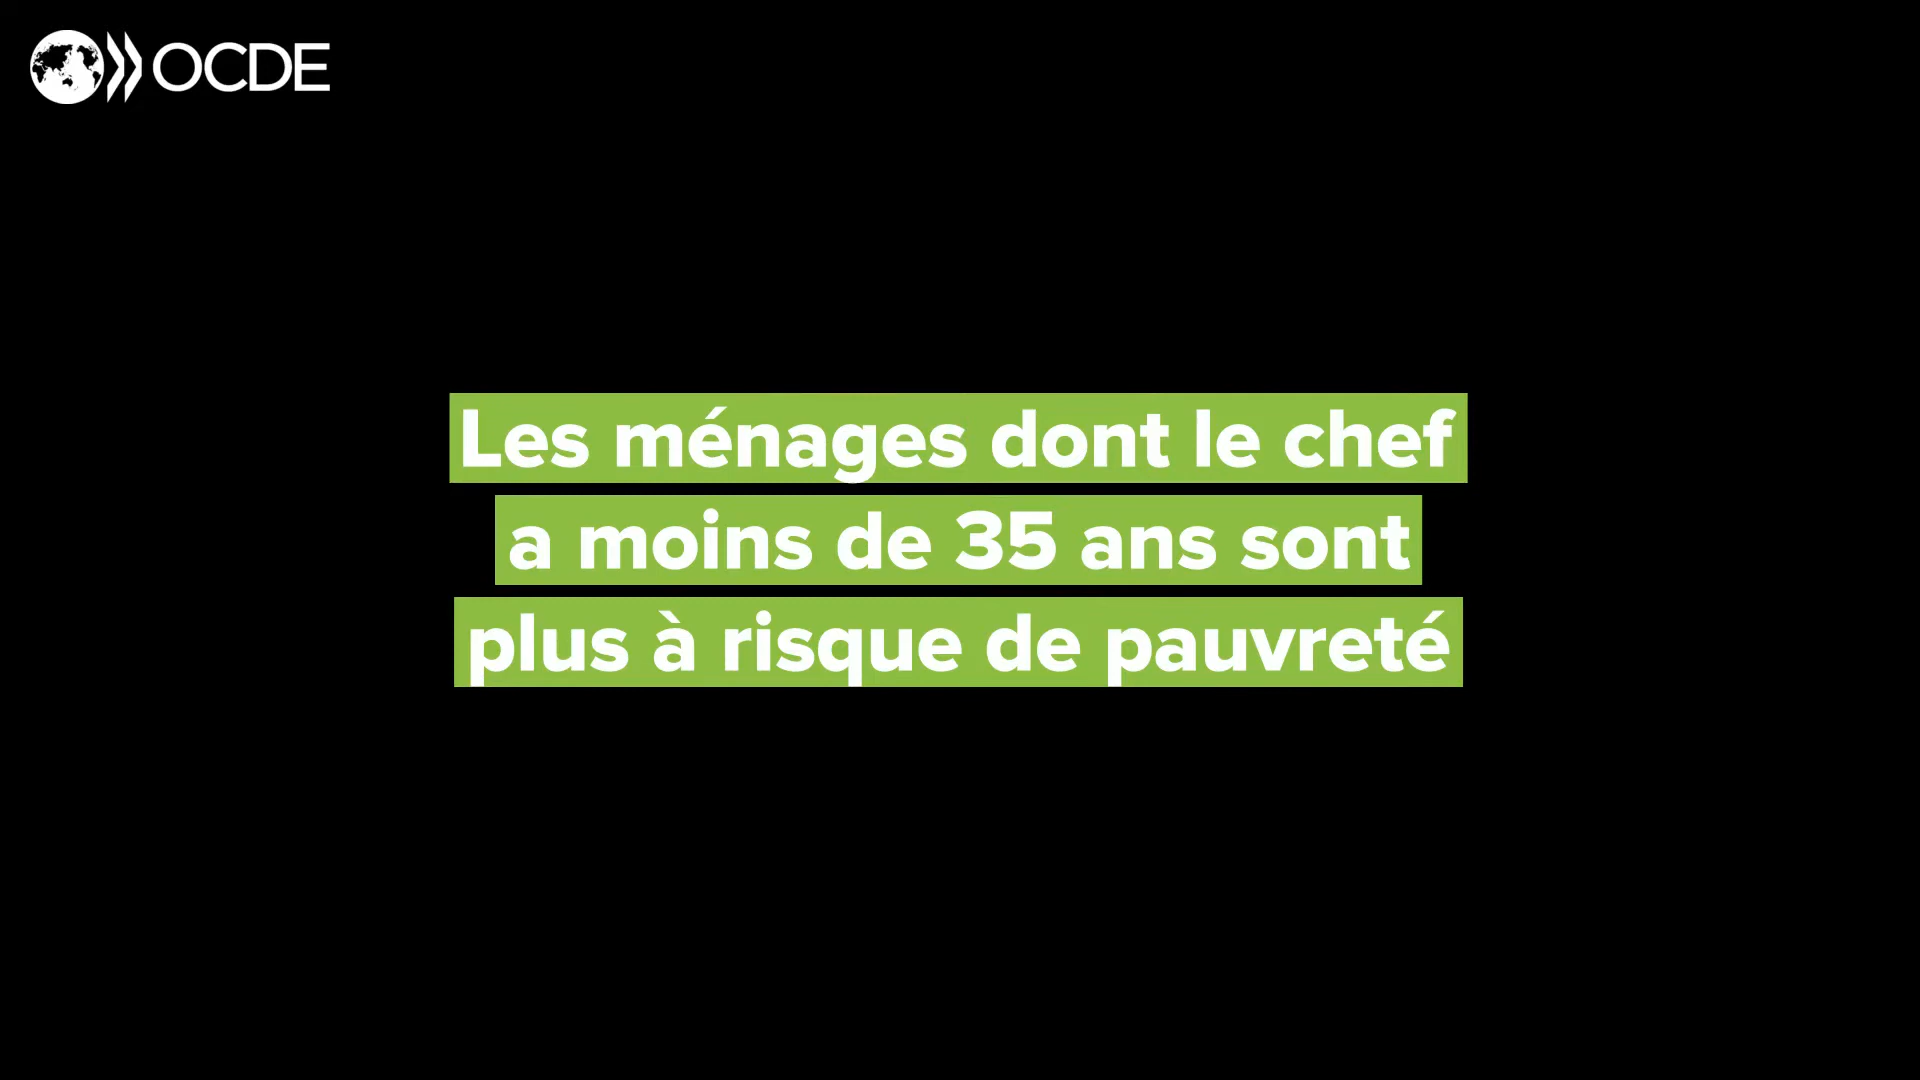 OCDE
Les ménages dont le chef
a moins de 35 ans sont
plus à risque de pauvreté